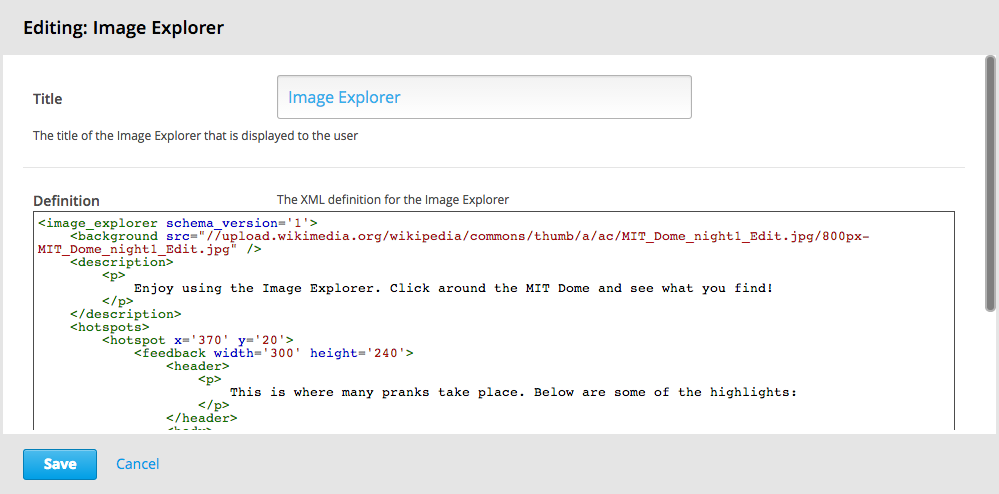 Editing: Image Explorer
Title
Image Explorer
The title of the Image Explorer that is displayed to the user
Definition
The XML definition for the Image Explorer
<image_explorer schema_version='1'>
<background src="//upload.wikimedia.org/wikipedia/commons/thumb/a/ac/MIT_Dome_night1_Edit.jpg/800px-
MIT_Dome_night1_Edit.jpg" />
<description>
<p>
Enjoy using the Image Explorer. Click around the MIT Dome and see what you find!
</p>
</description>
<hotspots>
<hotspot x='370' y='20'>
<feedback width='300' height='240'>
<header>
<p>
This is where many pranks take place. Below are some of the highlights:
</p>
</header>
Save
Cancel